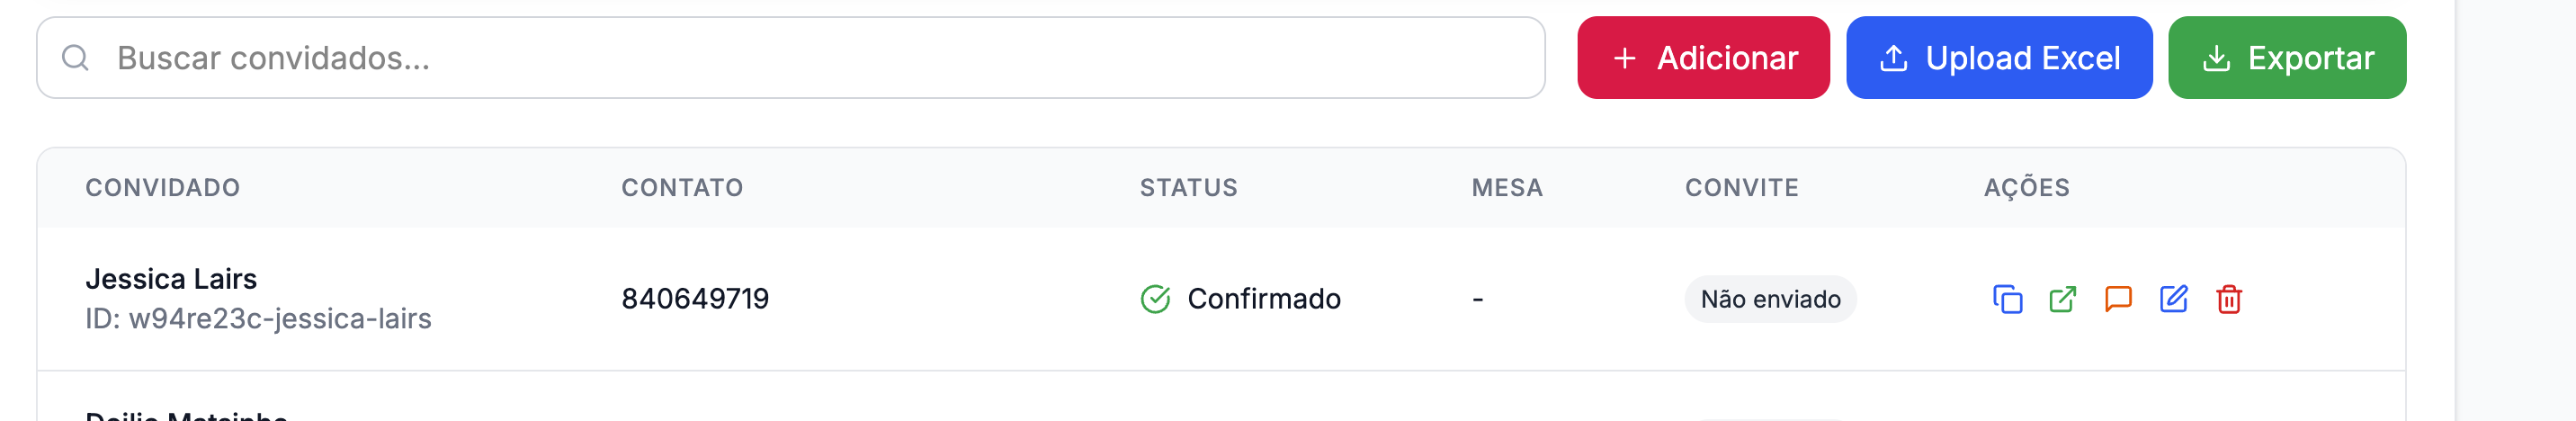 Buscar convidados...
Adicionar
Upload Excel
Exportar
CONVIDADO CONTATO STATUS MESA CONVITE AÇÕES
Jessica Lairs
840649719 Confirmado - Não enviado
ID: w94re23c-jessica-lairs